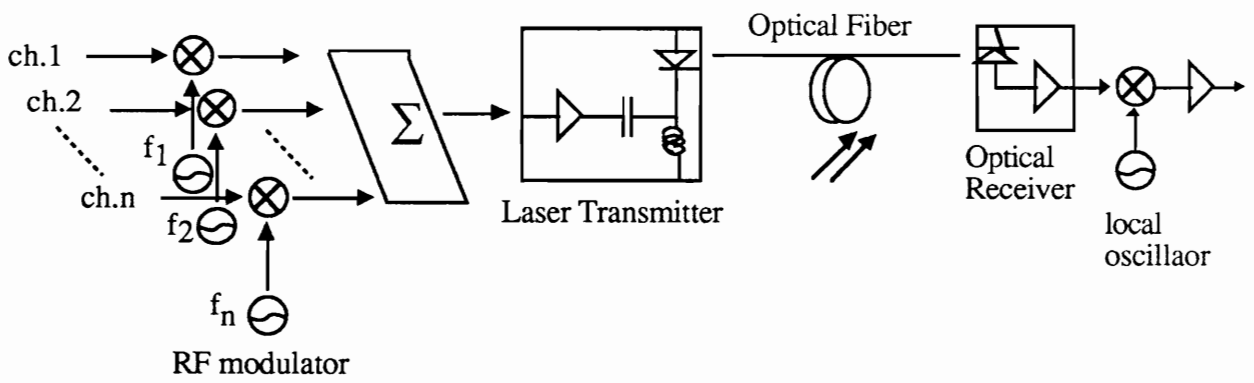 ch.1
ch.2
ch.n
f1
f2
fn
RF modulator
Σ
Laser Transmitter
Optical Fiber
Optical
Receiver
local
oscillaor